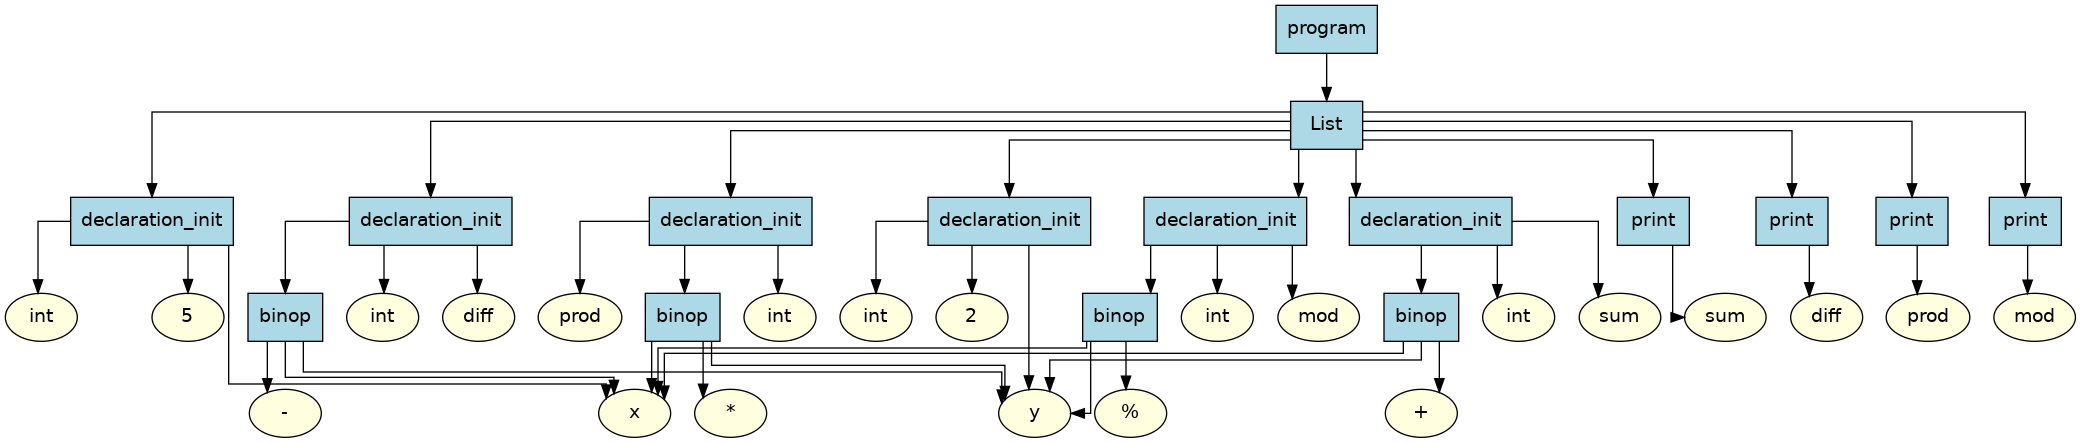 program
List
declaration_init
declaration_init
declaration_init
declaration_init
declaration_init
declaration_init
print
print
print
print
int
5
binop
int
diff
prod
binop
int
int
2
binop
int
mod
binop
int
sum
sum
diff
prod
mod
-
x
*
y
%
+